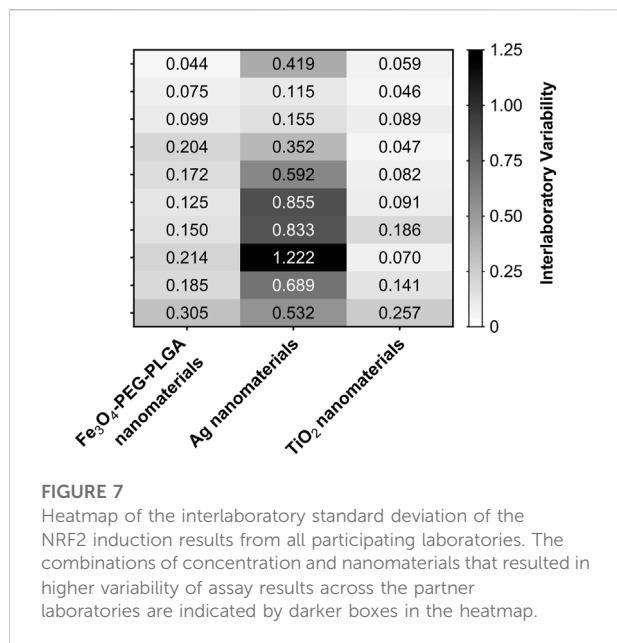 0.044 0.419 0.059
0.075 0.115 0.046
0.099 0.155 0.089
0.204 0.352 0.047
0.172 0.592 0.082
0.125 0.855 0.091
0.150 0.833 0.186
0.214 1.222 0.070
0.185 0.689 0.141
0.305 0.532 0.257
1.25
1.00
0.75
0.50
0.25
0
Interlaboratory Variability
Fe₃O₄-PEG-PLGA
nanomaterials
Ag nanomaterials
TiO₂ nanomaterials
FIGURE 7
Heatmap of the interlaboratory standard deviation of the
NRF2 induction results from all participating laboratories. The
combinations of concentration and nanomaterials that resulted in
higher variability of assay results across the partner
laboratories are indicated by darker boxes in the heatmap.